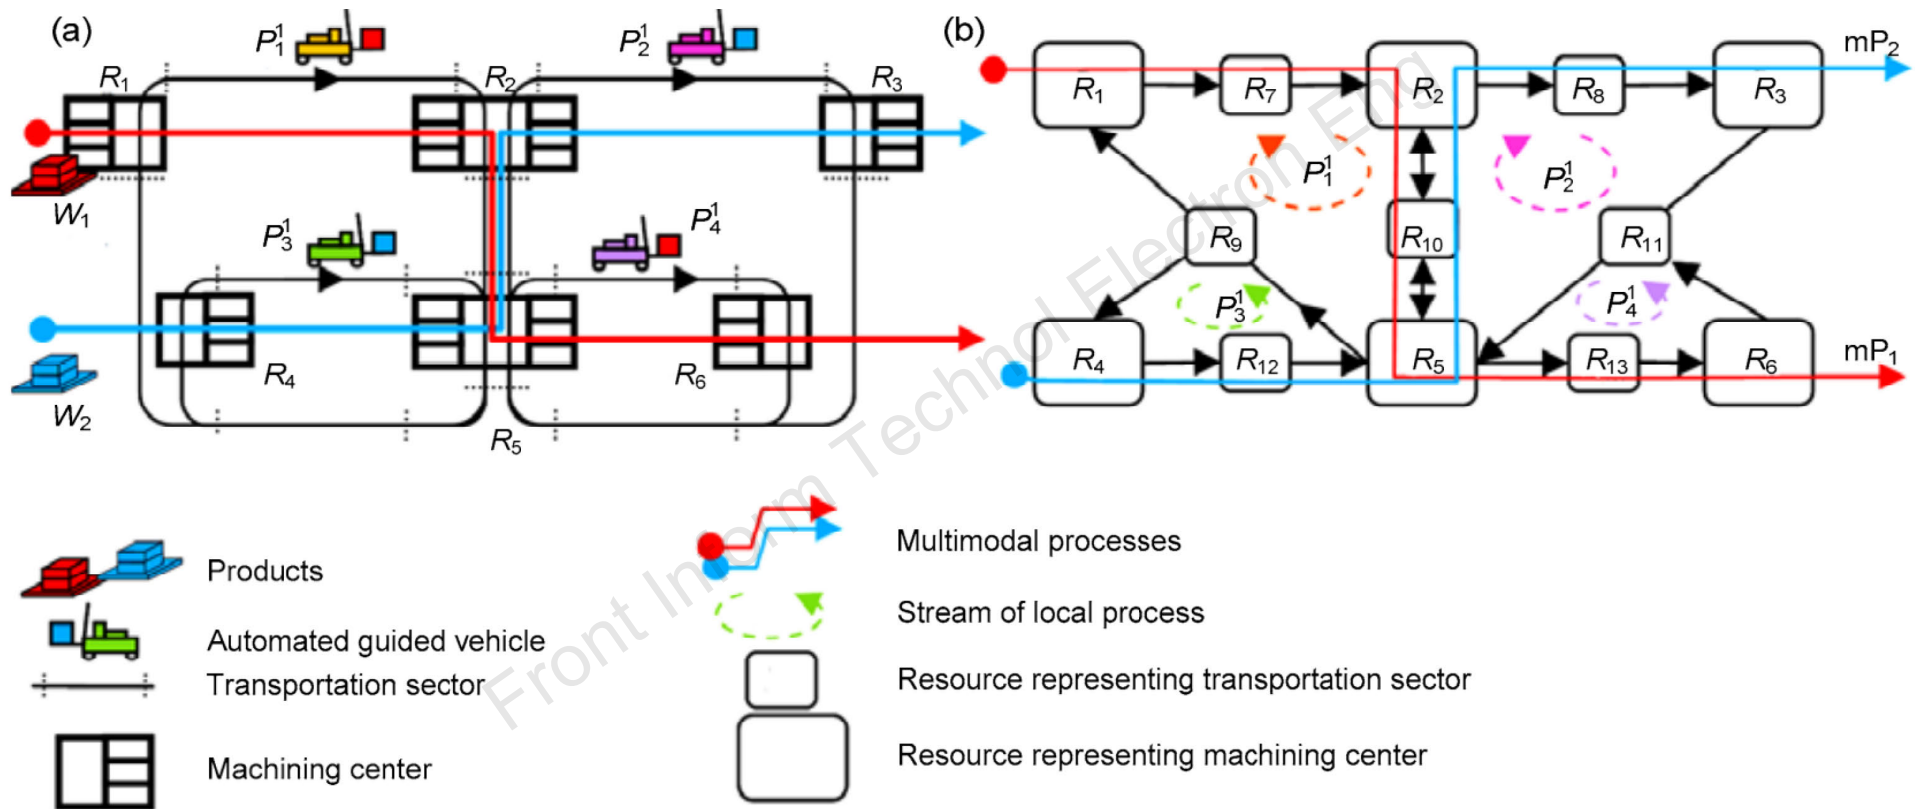 (a)
P₁¹
P₂¹
R₁
R₂
R₃
W₁
P₃¹
P₄¹
R₄
R₆
W₂
R₅
(b)
mP₂
R₁
R₇
R₂
R₈
R₃
P₁¹
P₂¹
R₉
R₁₀
R₁₁
P₃¹
P₄¹
R₄
R₁₂
R₅
R₁₃
R₆
mP₁
Products
Automated guided vehicle
Transportation sector
Machining center
Multimodal processes
Stream of local process
Resource representing transportation sector
Resource representing machining center
Front Inform Technol Electron Eng